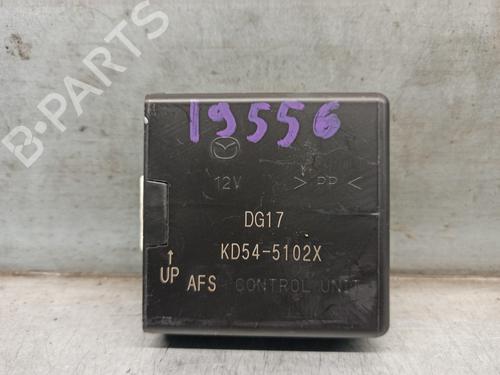 B-PARTS
19556
12V > PP <
DG17
KD54-5102X
↑
UP
AFS CONTROL UNIT